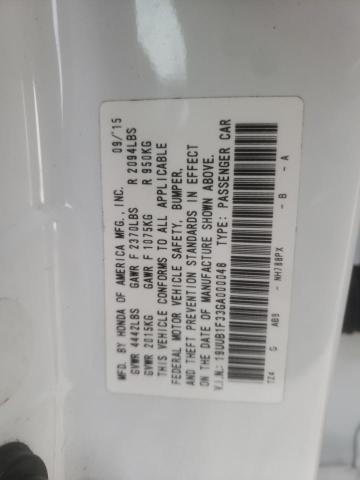 MFD. BY HONDA OF AMERICA MFG., INC. 09/'15
GVWR 4442LBS GAWR F 2370LBS R 2094LBS
GVWR 2015KG GAWR F 1075KG R 950KG
THIS VEHICLE CONFORMS TO ALL APPLICABLE
FEDERAL MOTOR VEHICLE SAFETY, BUMPER,
AND THEFT PREVENTION STANDARDS IN EFFECT
ON THE DATE OF MANUFACTURE SHOWN ABOVE.
V.I.N.: 19UUB1F33GA000048 TYPE: PASSENGER CAR
TZ4 G AB9 - NH788PX - B - A